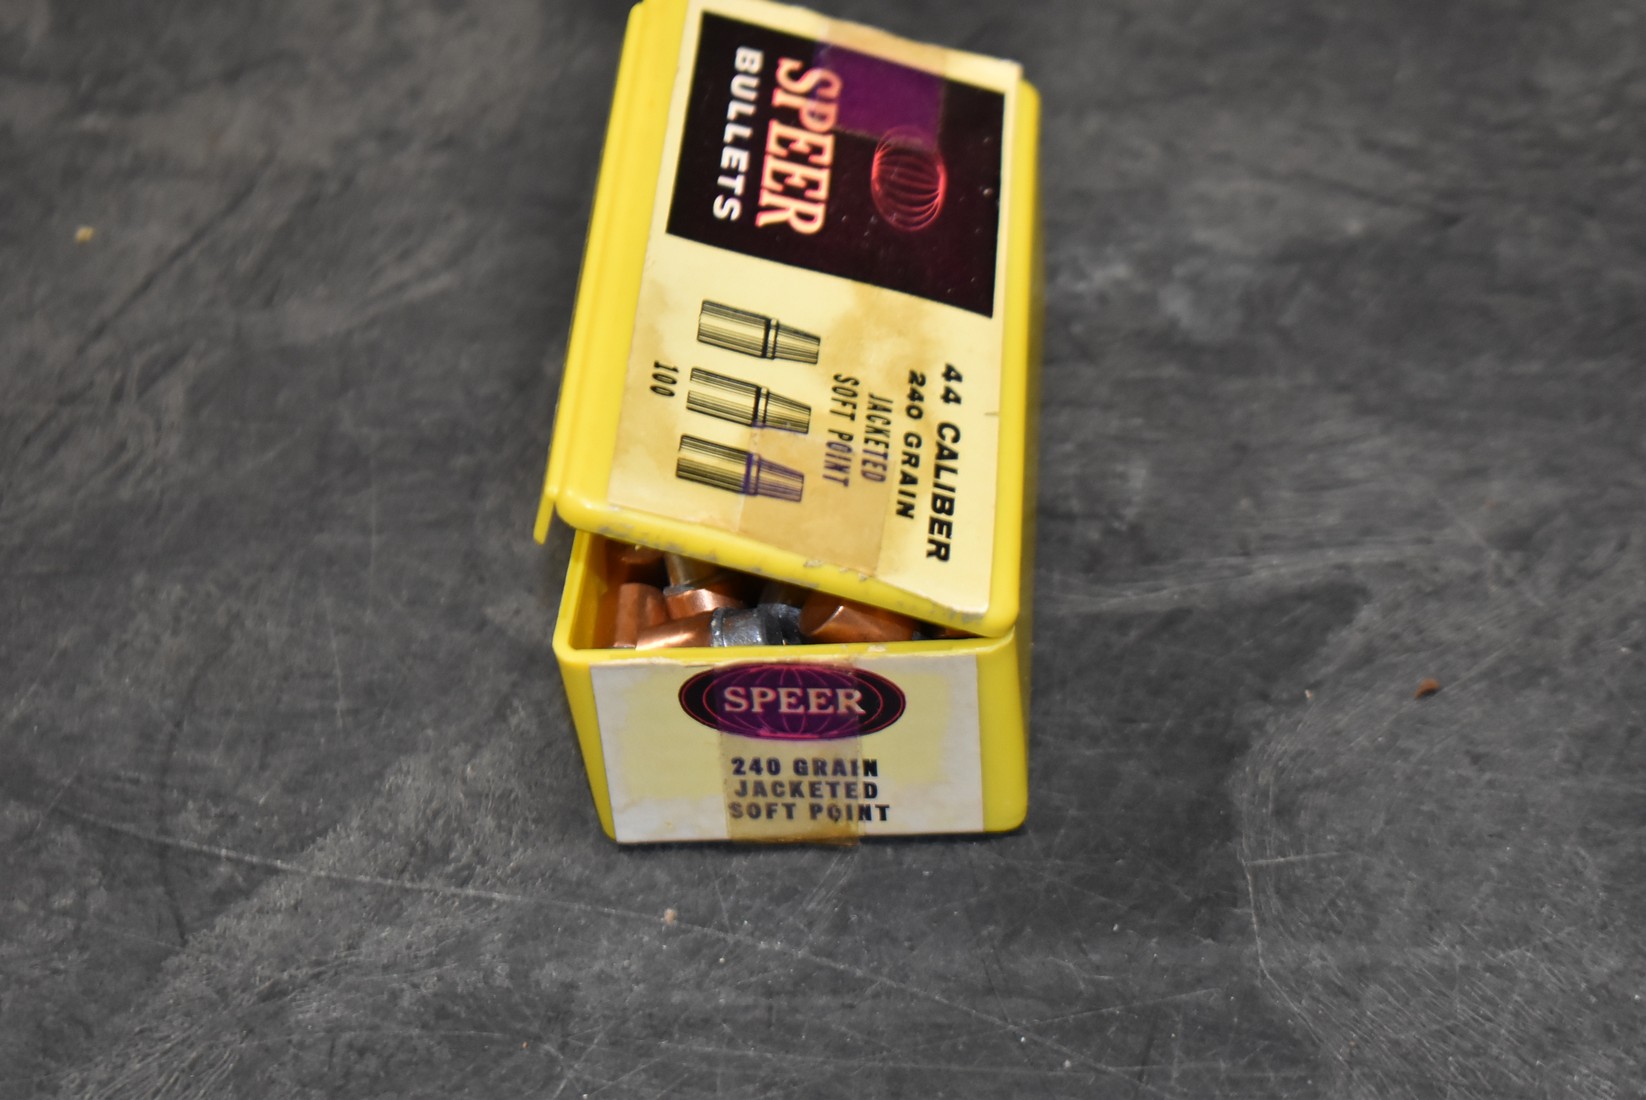 SPEER
BULLETS
44 CALIBER
240 GRAIN
JACKETED
SOFT POINT
100
SPEER
240 GRAIN
JACKETED
SOFT POINT